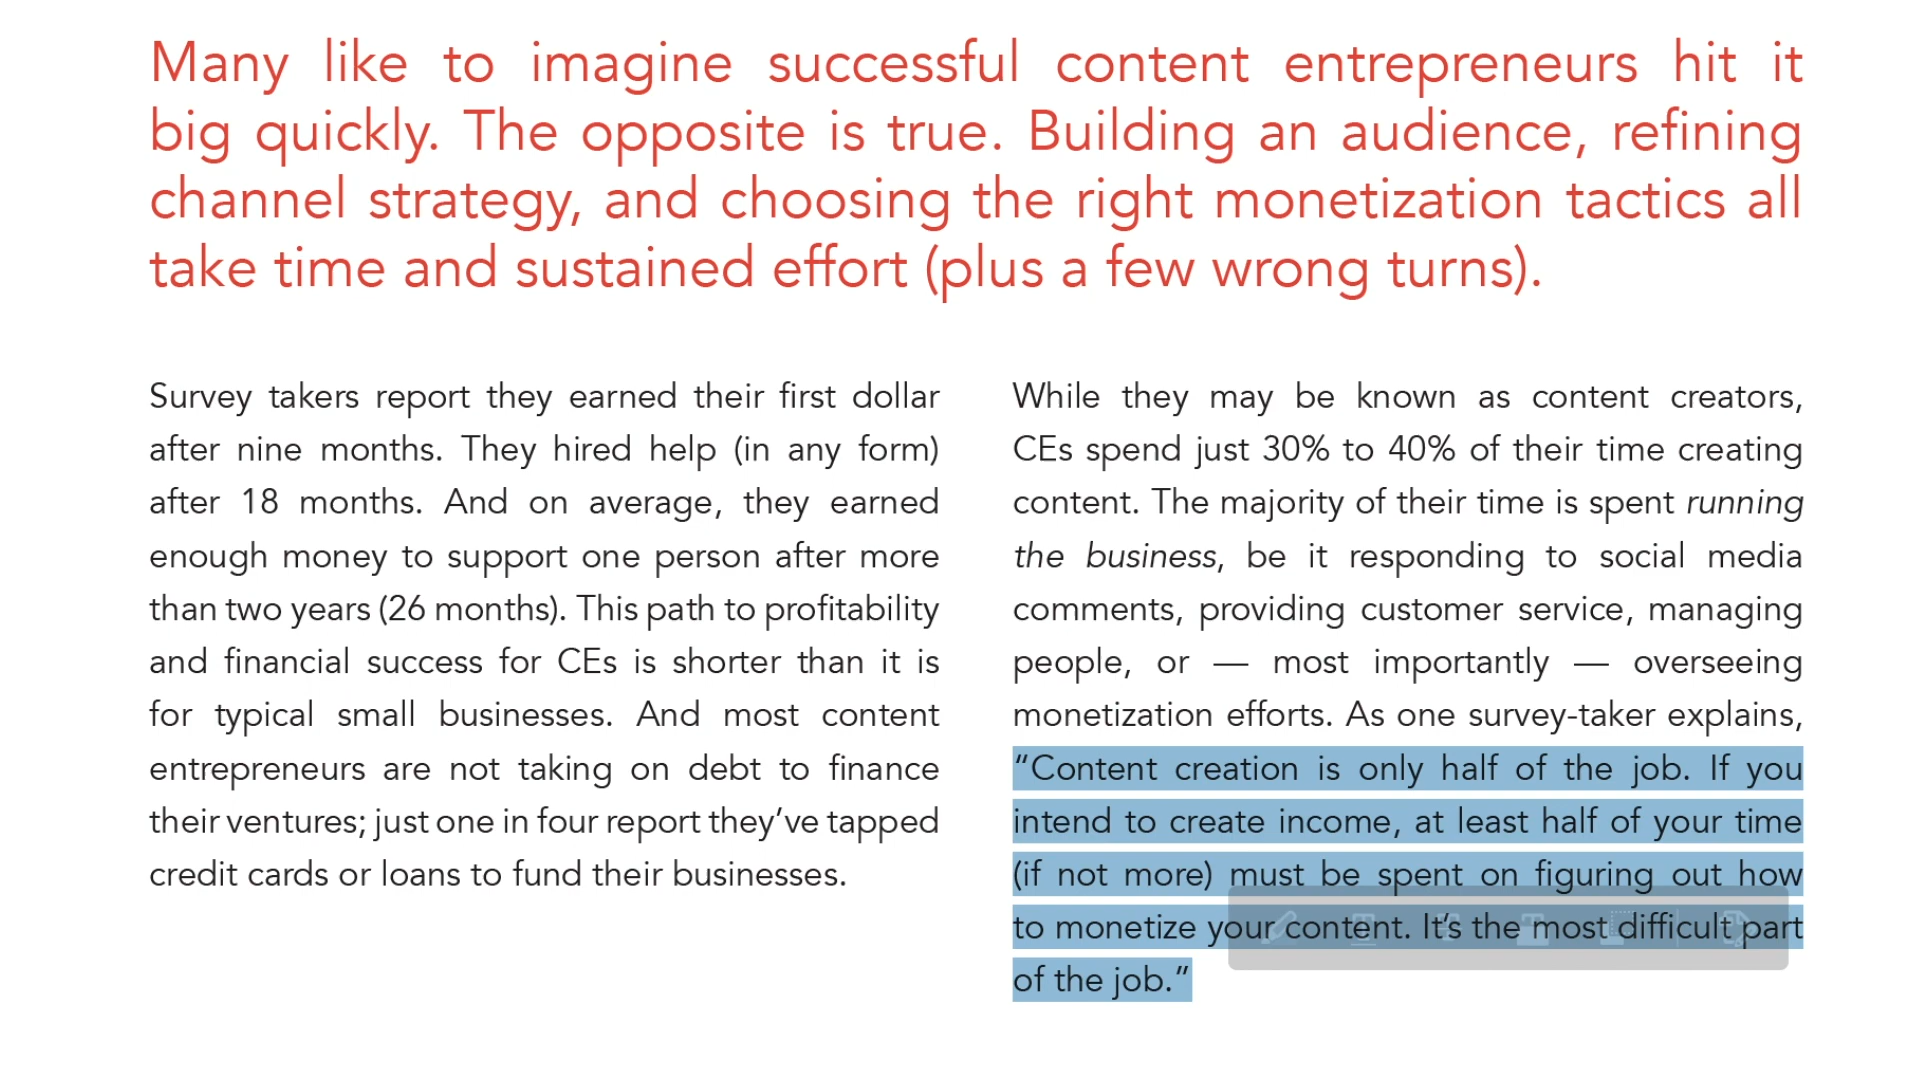 Many like to imagine successful content entrepreneurs hit it
big quickly. The opposite is true. Building an audience, refining
channel strategy, and choosing the right monetization tactics all
take time and sustained effort (plus a few wrong turns).
Survey takers report they earned their first dollar
after nine months. They hired help (in any form)
after 18 months. And on average, they earned
enough money to support one person after more
than two years (26 months). This path to profitability
and financial success for CEs is shorter than it is
for typical small businesses. And most content
entrepreneurs are not taking on debt to finance
their ventures; just one in four report they’ve tapped
credit cards or loans to fund their businesses.
While they may be known as content creators,
CEs spend just 30% to 40% of their time creating
content. The majority of their time is spent running
the business, be it responding to social media
comments, providing customer service, managing
people, or — most importantly — overseeing
monetization efforts. As one survey-taker explains,
“Content creation is only half of the job. If you
intend to create income, at least half of your time
(if not more) must be spent on figuring out how
to monetize your content. It’s the most difficult part
of the job.”